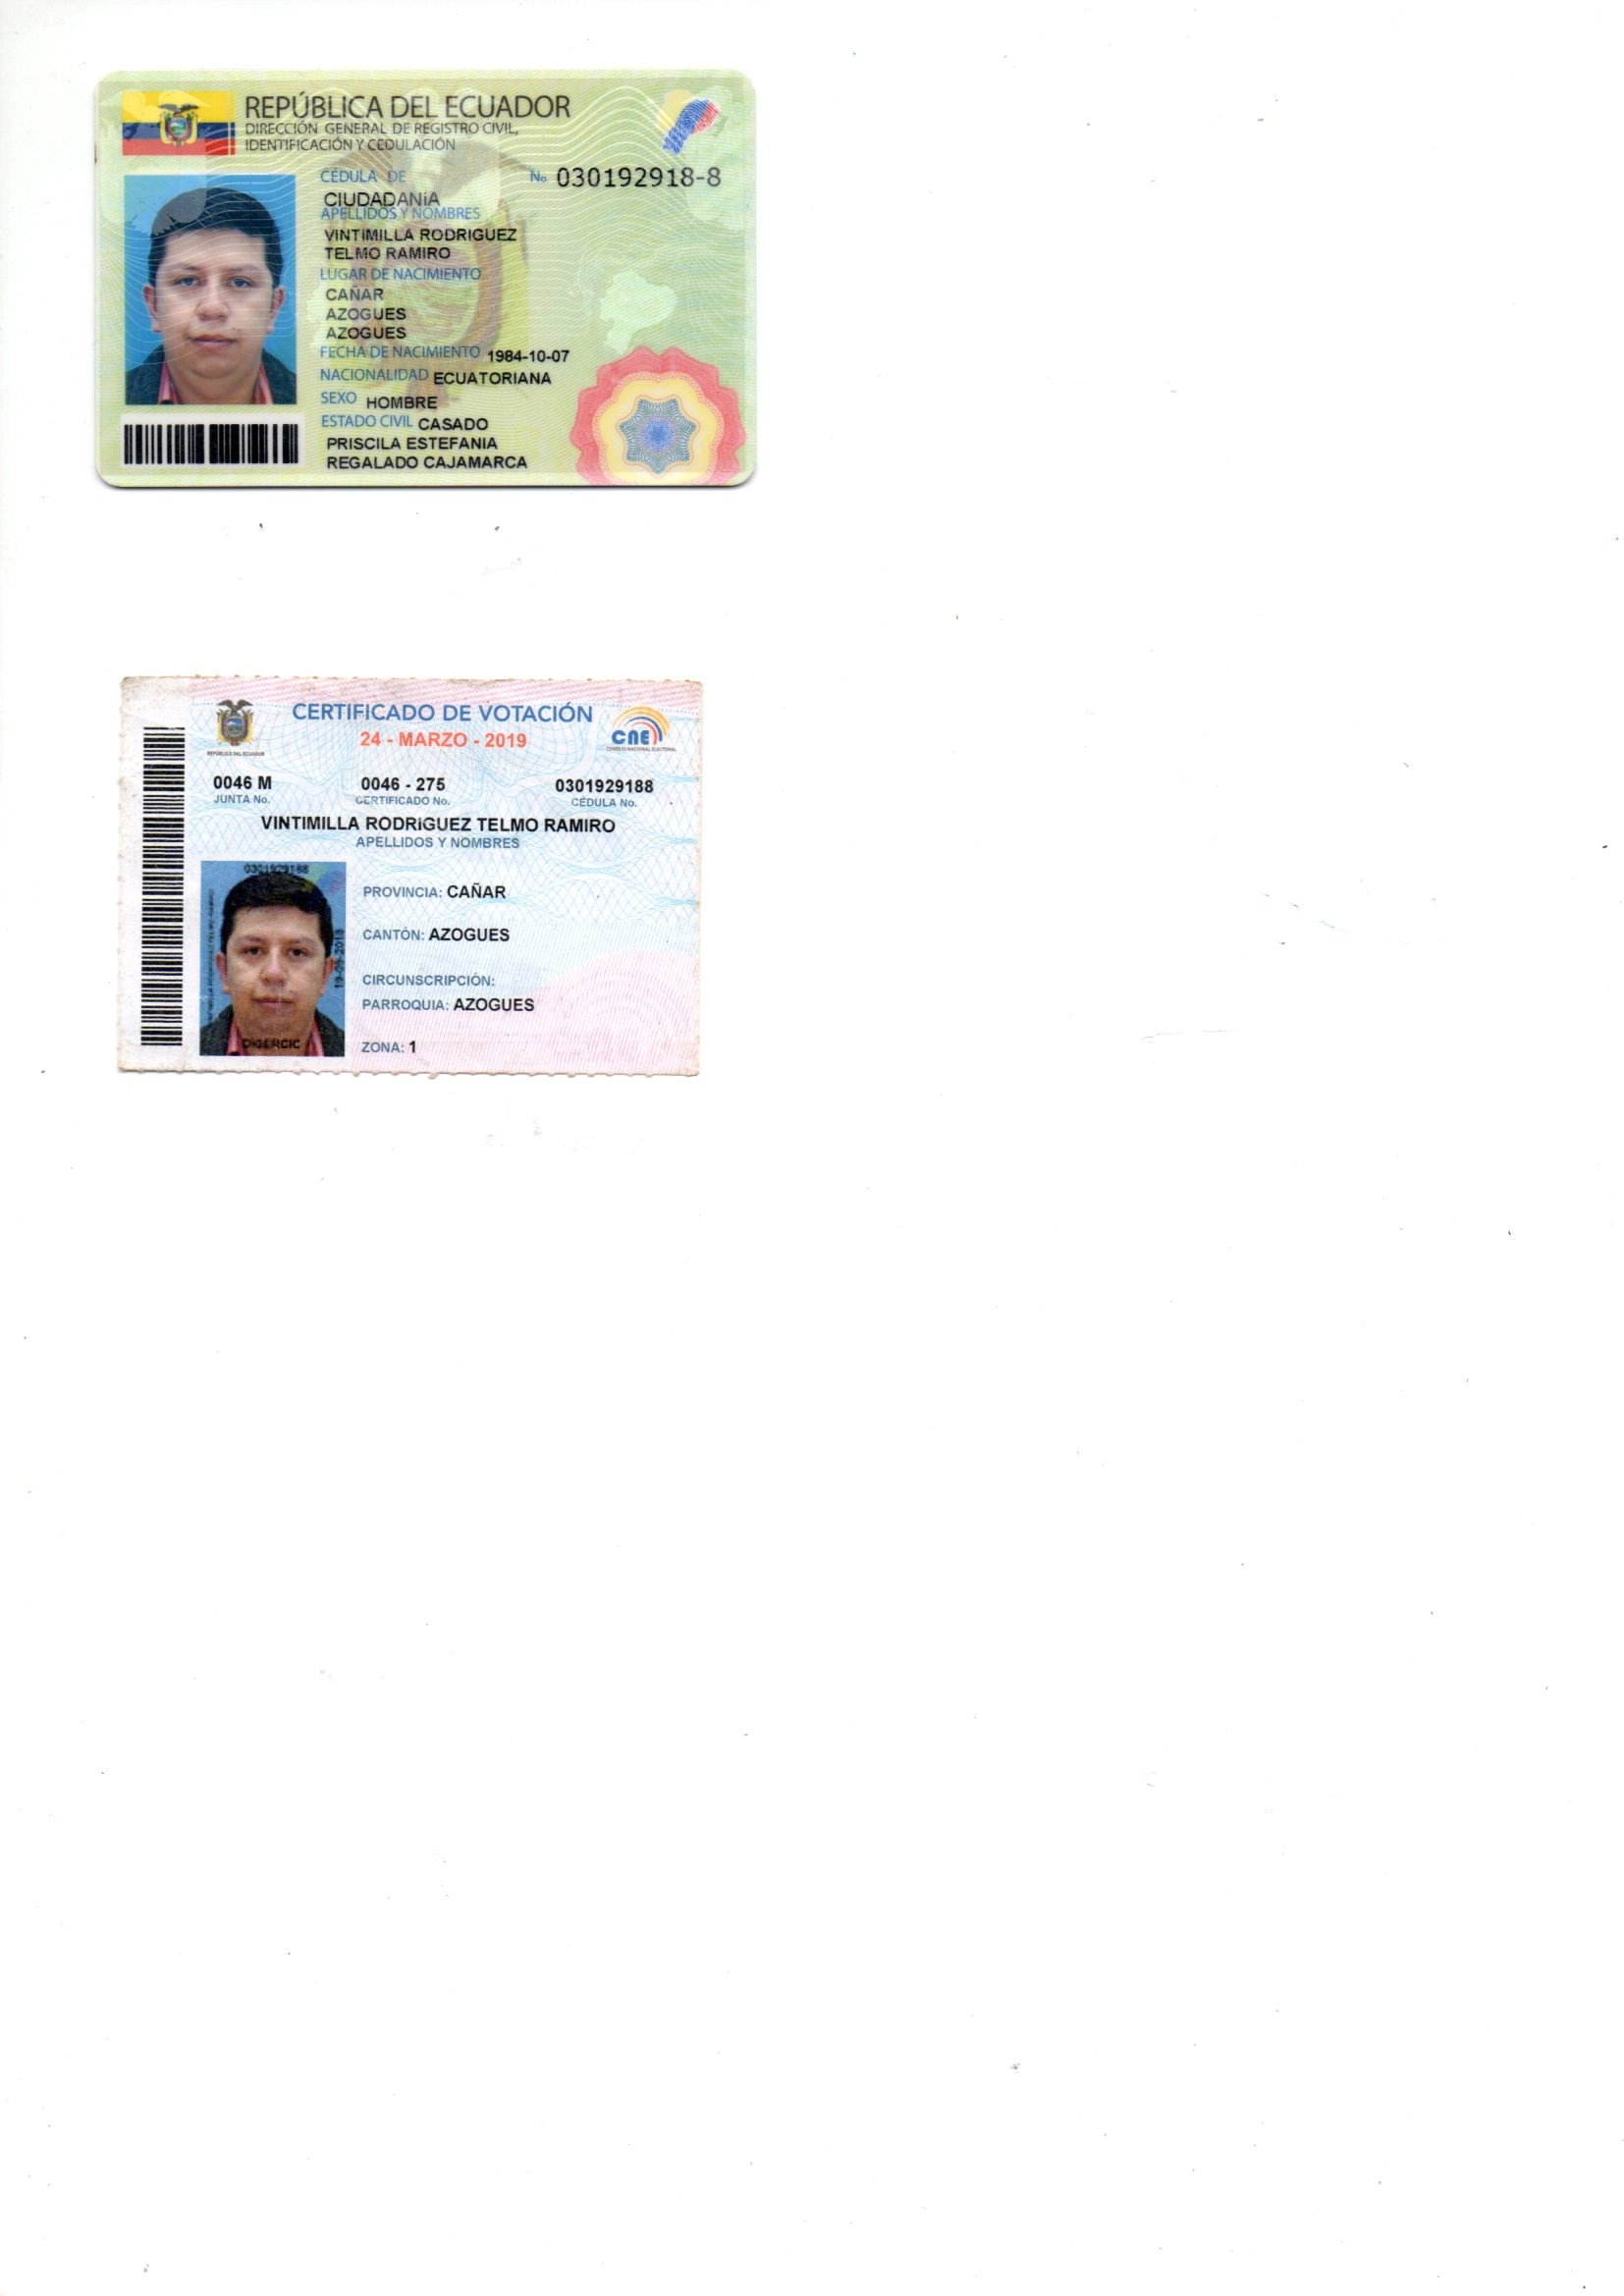 REPÚBLICA DEL ECUADOR
DIRECCIÓN GENERAL DE REGISTRO CIVIL,
IDENTIFICACIÓN Y CEDULACIÓN
CÉDULA DE No 030192918-8
CIUDADANÍA
APELLIDOS Y NOMBRES
VINTIMILLA RODRIGUEZ
TELMO RAMIRO
LUGAR DE NACIMIENTO
CAÑAR
AZOGUES
AZOGUES
FECHA DE NACIMIENTO 1984-10-07
NACIONALIDAD ECUATORIANA
SEXO HOMBRE
ESTADO CIVIL CASADO
PRISCILA ESTEFANIA
REGALADO CAJAMARCA
CERTIFICADO DE VOTACIÓN
24 - MARZO - 2019
REPÚBLICA DEL ECUADOR
CNE
CONSEJO NACIONAL ELECTORAL
0046 M 0046 - 275 0301929188
JUNTA No. CERTIFICADO No. CÉDULA No.
VINTIMILLA RODRIGUEZ TELMO RAMIRO
APELLIDOS Y NOMBRES
0301929188
PROVINCIA: CAÑAR
CANTÓN: AZOGUES
CIRCUNSCRIPCIÓN:
PARROQUIA: AZOGUES
DIGERCIC
ZONA: 1